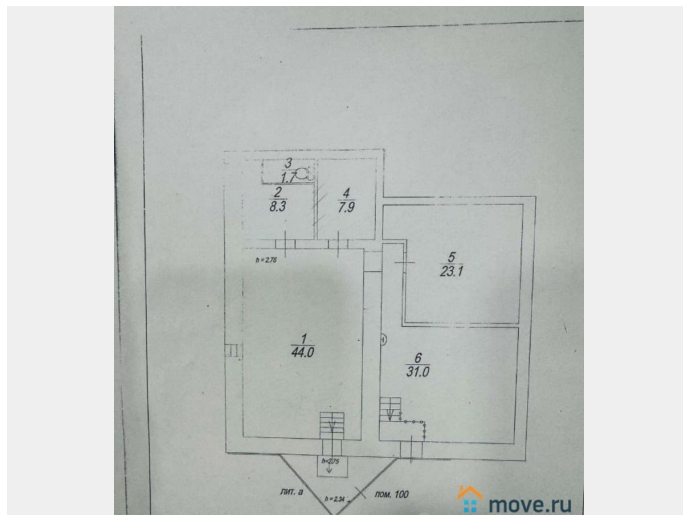 3
1.7
2
8.3
4
7.9
h = 2.76
5
23.1
1
44.0
6
31.0
h=2.75
лит. а
h = 2.34
пом. 100
move.ru